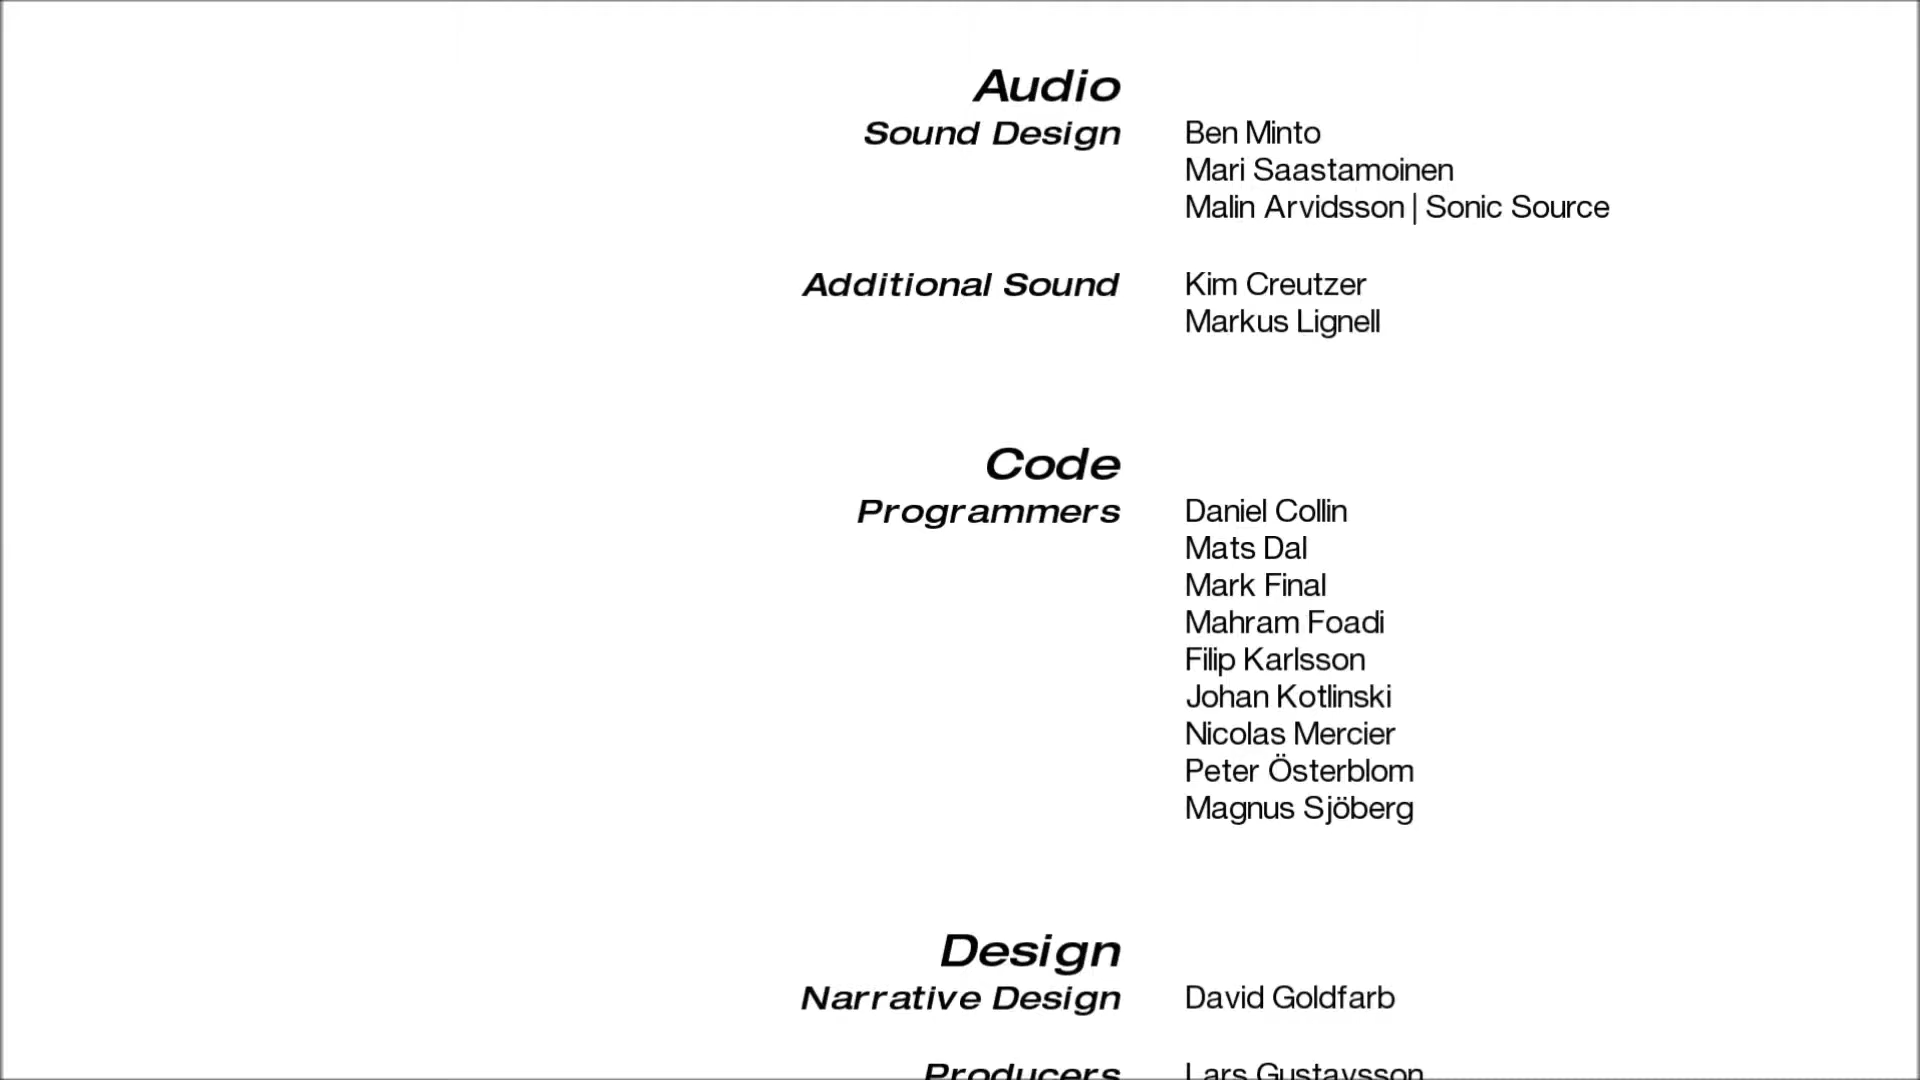 Audio
Sound Design Ben Minto
Mari Saastamoinen
Malin Arvidsson | Sonic Source
Additional Sound Kim Creutzer
Markus Lignell
Code
Programmers Daniel Collin
Mats Dal
Mark Final
Mahram Foadi
Filip Karlsson
Johan Kotlinski
Nicolas Mercier
Peter Österblom
Magnus Sjöberg
Design
Narrative Design David Goldfarb
Producers Lars Gustavsson